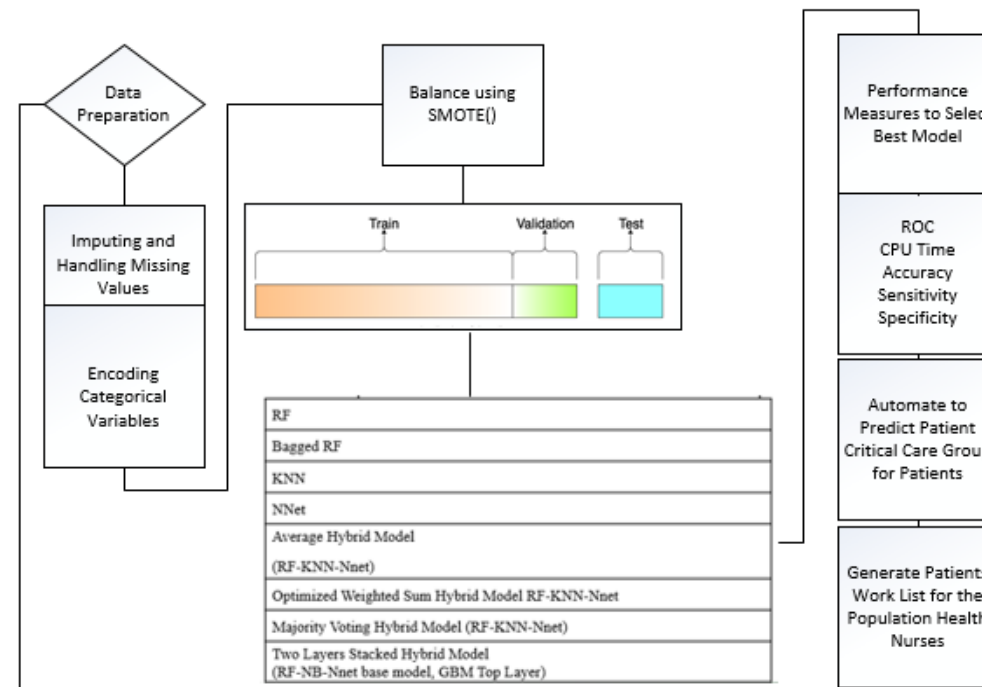 Data
Preparation
Imputing and
Handling Missing
Values
Encoding
Categorical
Variables
Balance using
SMOTE()
Train
Validation
Test
RF
Bagged RF
KNN
NNet
Average Hybrid Model
(RF-KNN-Nnet)
Optimized Weighted Sum Hybrid Model RF-KNN-Nnet
Majority Voting Hybrid Model (RF-KNN-Nnet)
Two Layers Stacked Hybrid Model
(RF-NB-Nnet base model, GBM Top Layer)
Performance
Measures to Selec
Best Model
ROC
CPU Time
Accuracy
Sensitivity
Specificity
Automate to
Predict Patient
Critical Care Grou
for Patients
Generate Patients
Work List for the
Population Health
Nurses